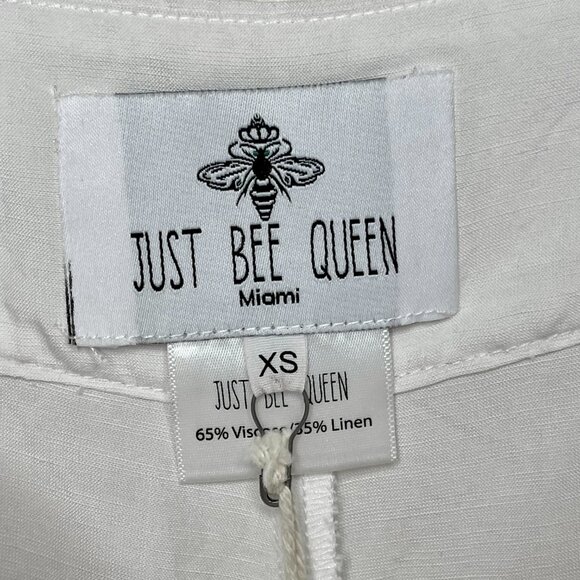 JUST BEE QUEEN
Miami
XS
JUST BEE QUEEN
65% Viscose/35% Linen